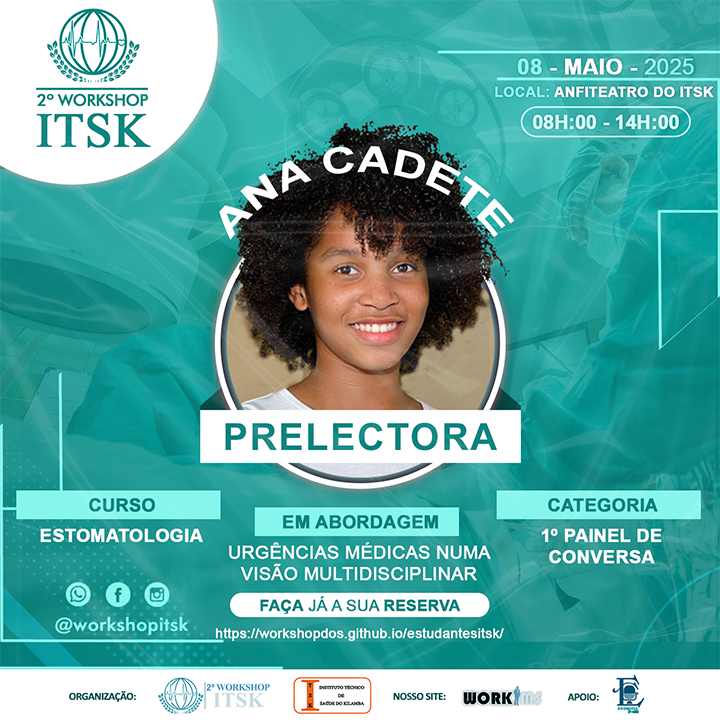 2º WORKSHOP
ITSK
08 - MAIO - 2025
LOCAL: ANFITEATRO DO ITSK
08H:00 - 14H:00
ANA CADETE
PRELECTORA
CURSO
ESTOMATOLOGIA
EM ABORDAGEM
URGÊNCIAS MÉDICAS NUMA
VISÃO MULTIDISCIPLINAR
CATEGORIA
1º PAINEL DE
CONVERSA
@workshopitsk
FAÇA JÁ A SUA RESERVA
https://workshopdos.github.io/estudantesitsk/
ORGANIZAÇÃO:
2º WORKSHOP
ITSK
INSTITUTO TÉCNICO
DE
SAÚDE DO KILAMBA
NOSSO SITE:
WORK
MS
APOIO: